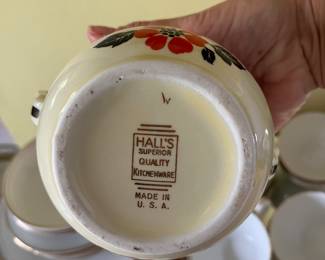 HALL'S
SUPERIOR
QUALITY
KITCHENWARE
MADE IN
U. S. A.